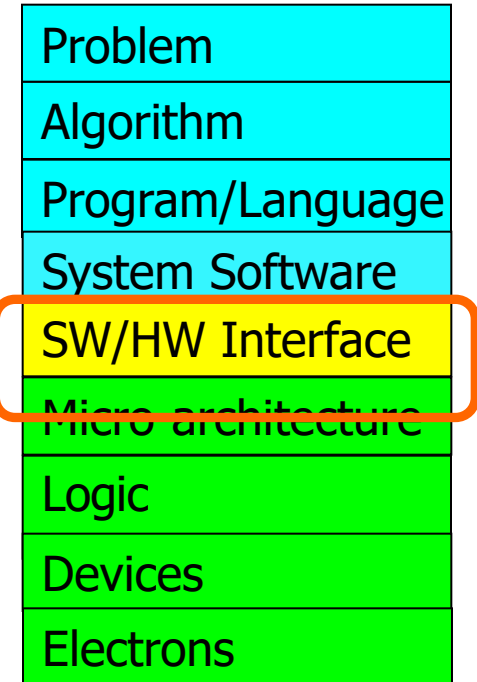 Problem
Algorithm
Program/Language
System Software
SW/HW Interface
Micro-architecture
Logic
Devices
Electrons